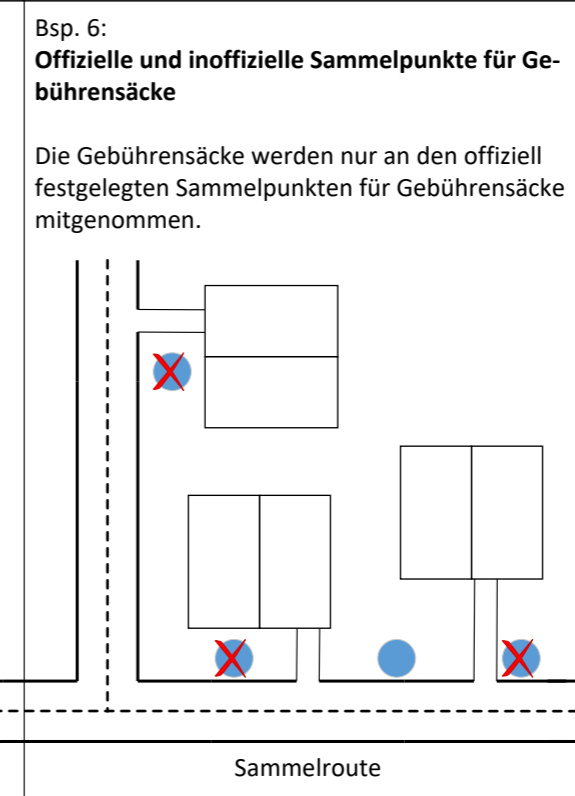 Bsp. 6:
Offizielle und inoffizielle Sammelpunkte für Ge-
bührensäcke
Die Gebührensäcke werden nur an den offiziell
festgelegten Sammelpunkten für Gebührensäcke
mitgenommen.
Sammelroute